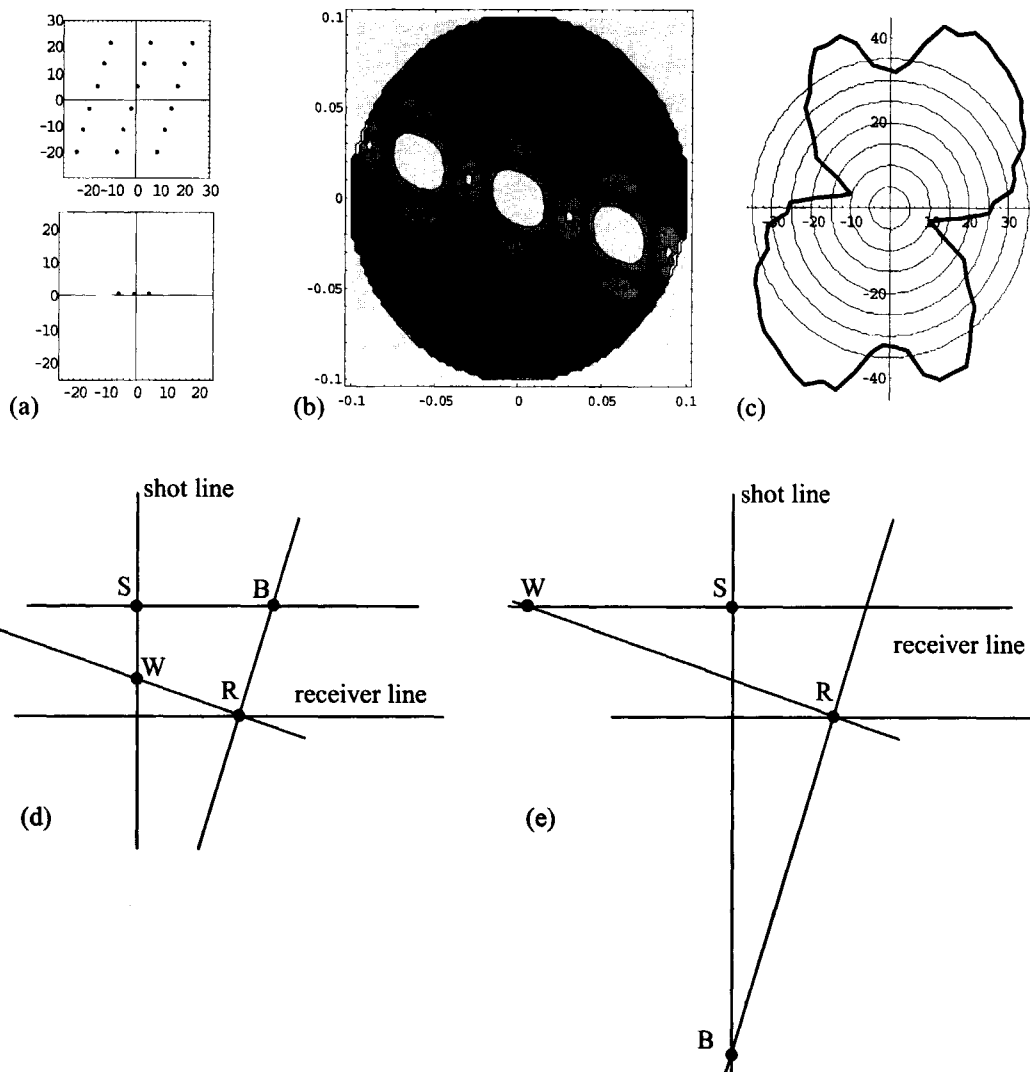 30
20
10
0
-10
-20
-20 -10 0 10 20 30
20
10
0
-10
-20
-20 -10 0 10 20
(a)
0.1
0.05
0
-0.05
-0.1
-0.1 -0.05 0 0.05 0.1
(b)
40
20
-30 -20 -10 10 20 30
-20
-40
(c)
shot line
S B
W
R receiver line
(d)
shot line
W S
receiver line
R
(e)
B